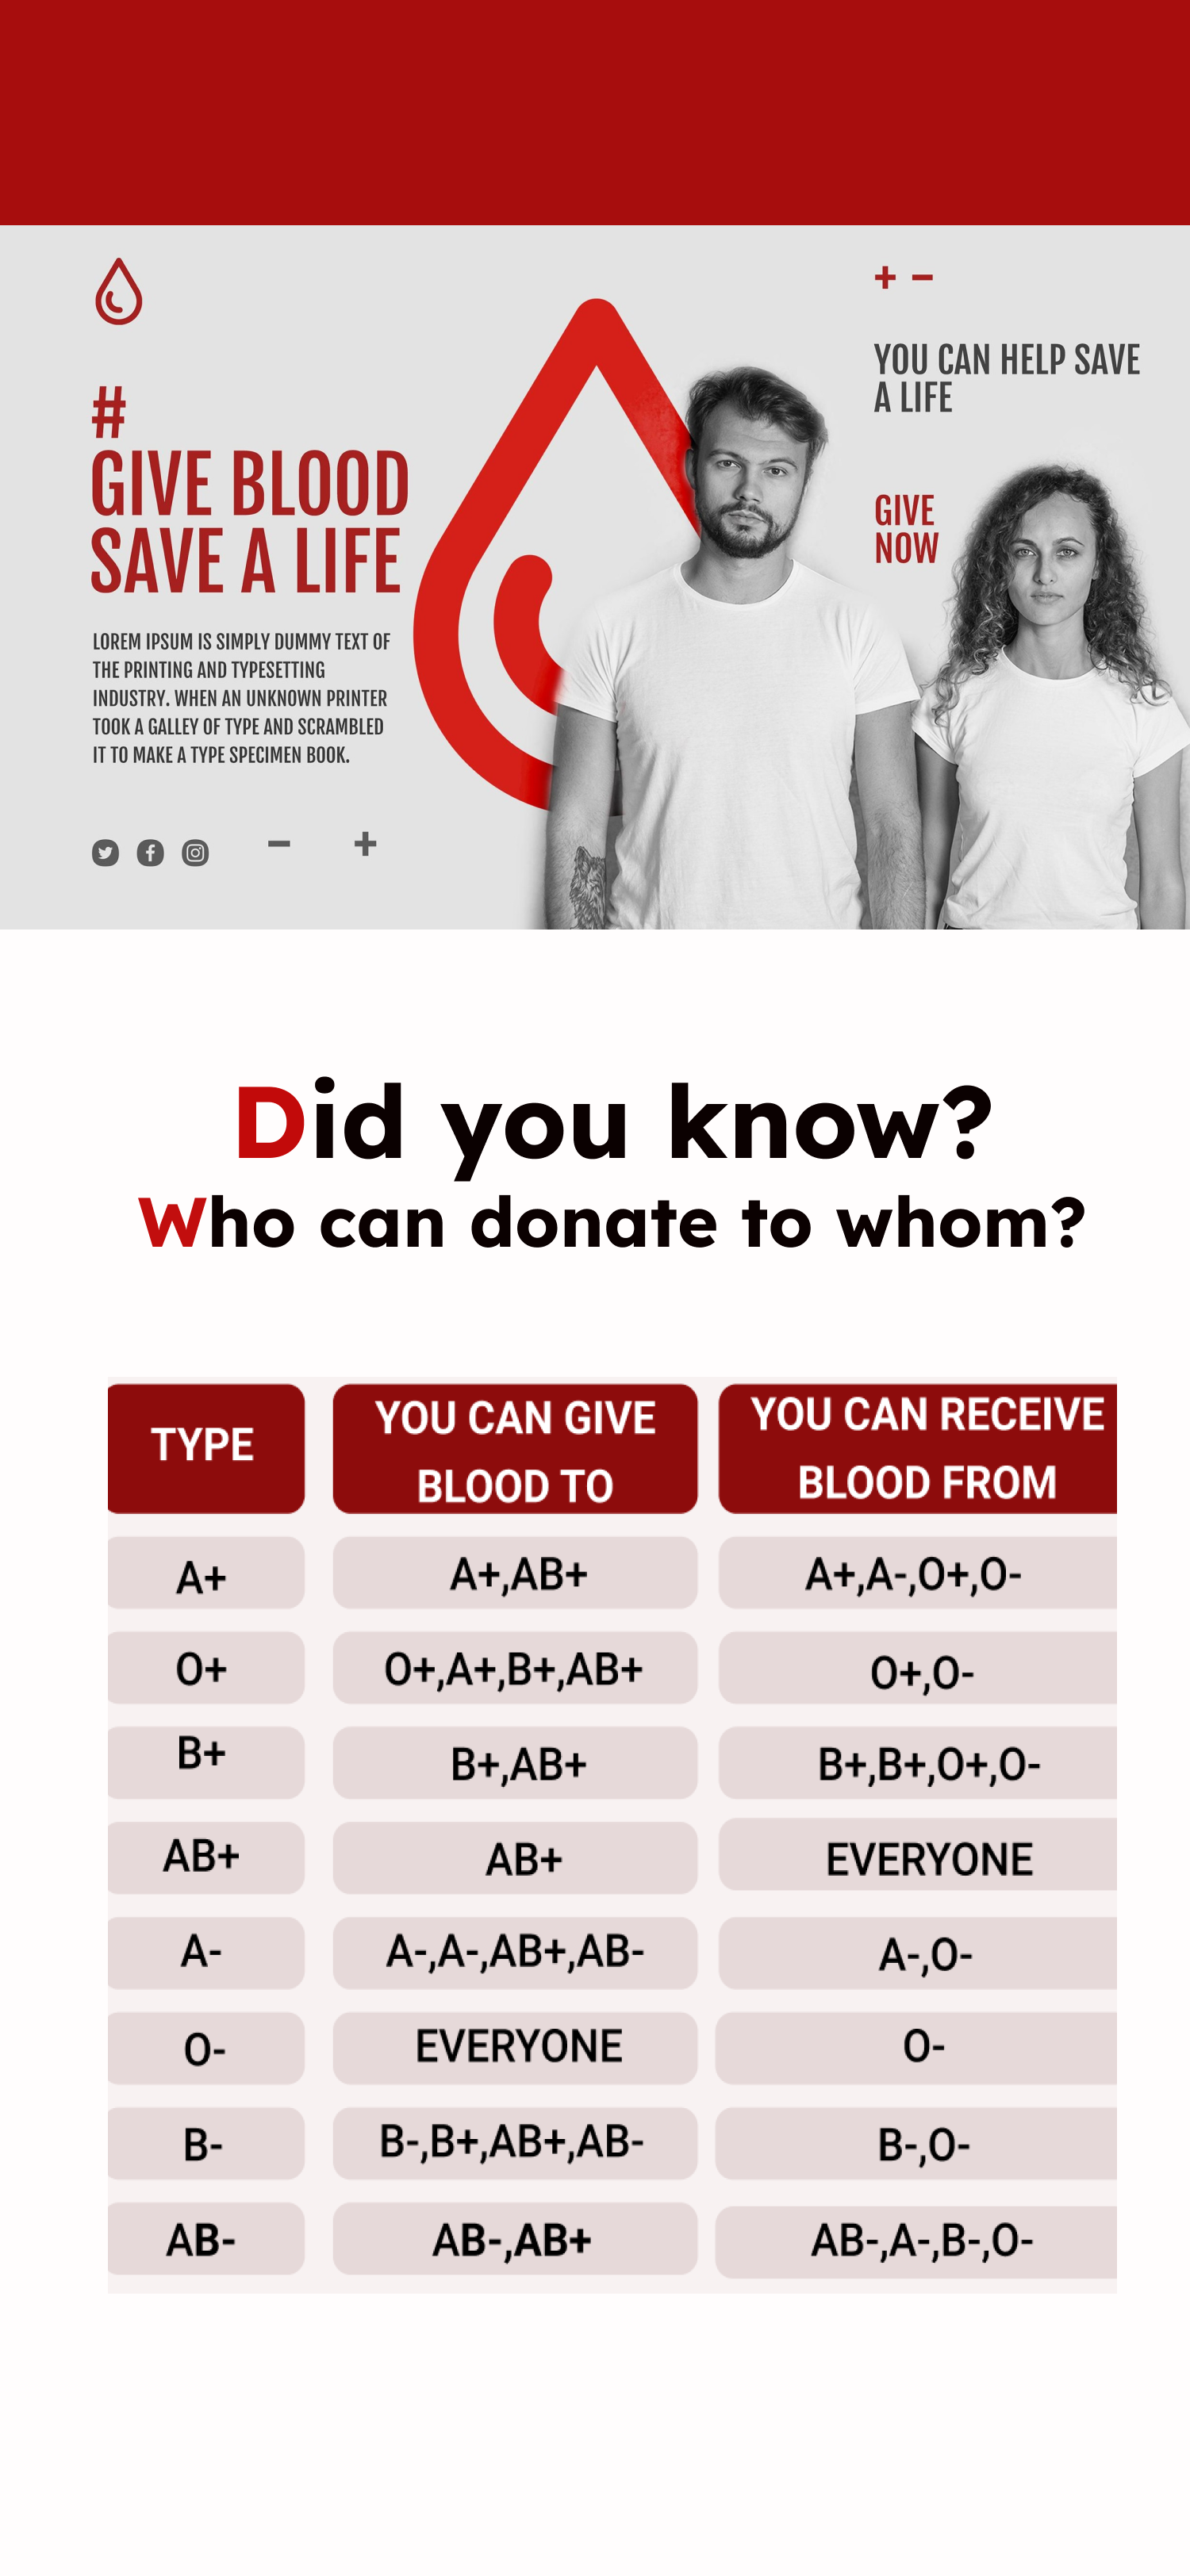 #
GIVE BLOOD
SAVE A LIFE
LOREM IPSUM IS SIMPLY DUMMY TEXT OF
THE PRINTING AND TYPESETTING
INDUSTRY. WHEN AN UNKNOWN PRINTER
TOOK A GALLEY OF TYPE AND SCRAMBLED
IT TO MAKE A TYPE SPECIMEN BOOK.
− +
+ −
YOU CAN HELP SAVE
A LIFE
GIVE
NOW
Did you know?
Who can donate to whom?
TYPE
YOU CAN GIVE
BLOOD TO
YOU CAN RECEIVE
BLOOD FROM
A+ A+,AB+ A+,A-,O+,O-
O+ O+,A+,B+,AB+ O+,O-
B+ B+,AB+ B+,B+,O+,O-
AB+ AB+ EVERYONE
A- A-,A-,AB+,AB- A-,O-
O- EVERYONE O-
B- B-,B+,AB+,AB- B-,O-
AB- AB-,AB+ AB-,A-,B-,O-